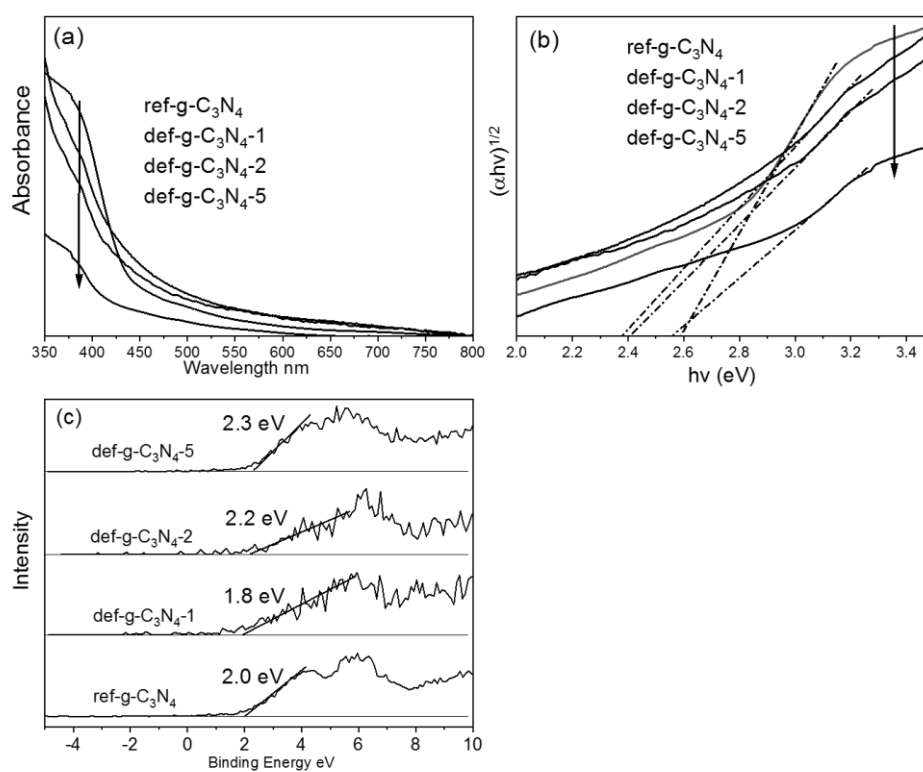 (a)
ref-g-C₃N₄
def-g-C₃N₄-1
def-g-C₃N₄-2
def-g-C₃N₄-5
Absorbance
350 400 450 500 550 600 650 700 750 800
Wavelength nm
(b)
ref-g-C₃N₄
def-g-C₃N₄-1
def-g-C₃N₄-2
def-g-C₃N₄-5
(αhν)^1/2
2.0 2.2 2.4 2.6 2.8 3.0 3.2 3.4
hν (eV)
(c)
2.3 eV
def-g-C₃N₄-5
2.2 eV
def-g-C₃N₄-2
1.8 eV
def-g-C₃N₄-1
2.0 eV
ref-g-C₃N₄
Intensity
-4 -2 0 2 4 6 8 10
Binding Energy eV